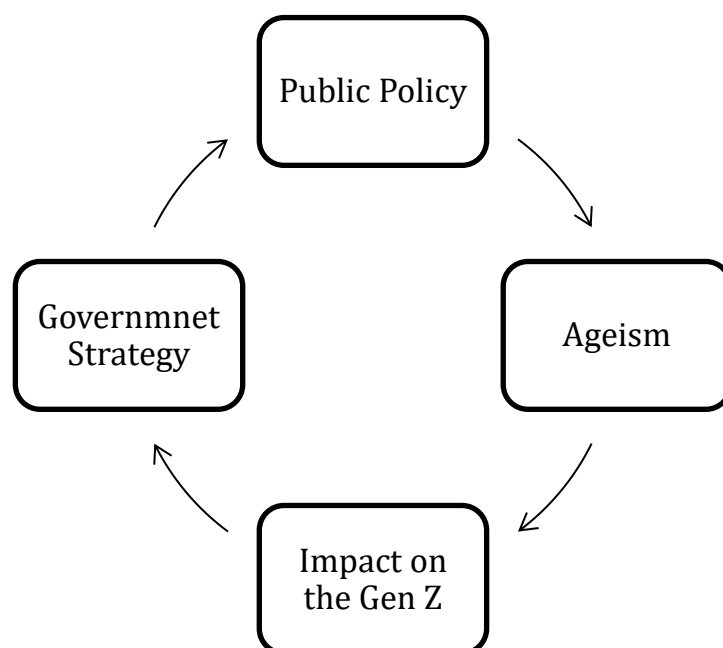 Public Policy
Ageism
Impact on
the Gen Z
Governmnet
Strategy